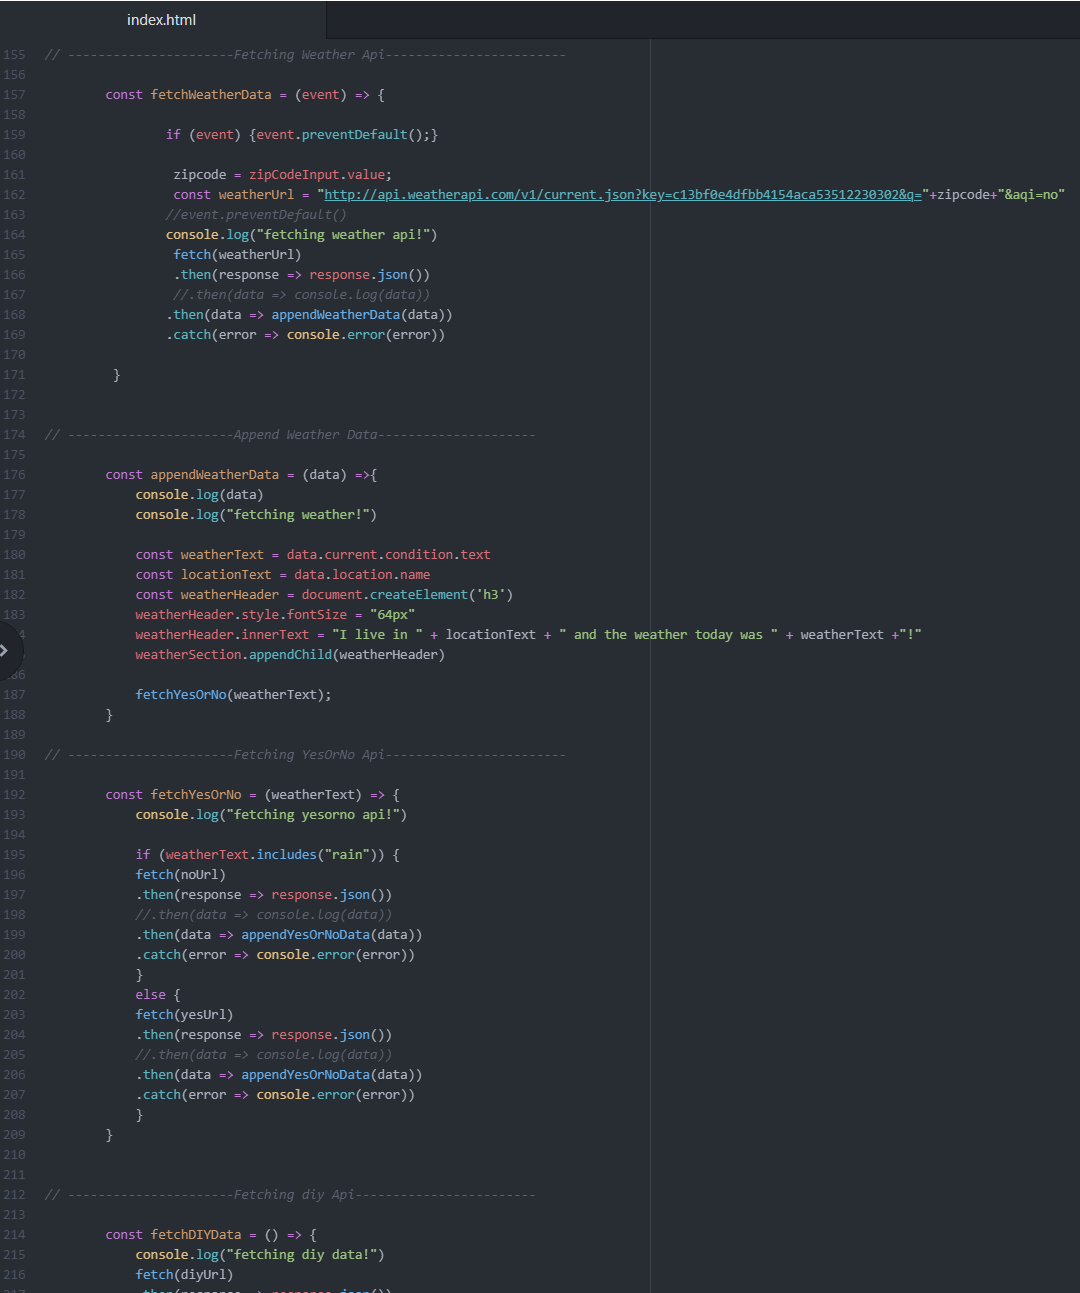 index.html
155 // ----------------------Fetching Weather Api------------------------
156
157 const fetchWeatherData = (event) => {
158
159 if (event) {event.preventDefault();}
160
161 zipcode = zipCodeInput.value;
162 const weatherUrl = "http://api.weatherapi.com/v1/current.json?key=c13bf0e4dfbb4154aca53512230302&q="+zipcode+"&aqi=no"
163 //event.preventDefault()
164 console.log("fetching weather api!")
165 fetch(weatherUrl)
166 .then(response => response.json())
167 //.then(data => console.log(data))
168 .then(data => appendWeatherData(data))
169 .catch(error => console.error(error))
170
171 }
172
173
174 // ----------------------Append Weather Data---------------------
175
176 const appendWeatherData = (data) =>{
177 console.log(data)
178 console.log("fetching weather!")
179
180 const weatherText = data.current.condition.text
181 const locationText = data.location.name
182 const weatherHeader = document.createElement('h3')
183 weatherHeader.style.fontSize = "64px"
4 weatherHeader.innerText = "I live in " + locationText + " and the weather today was " + weatherText +"!"
weatherSection.appendChild(weatherHeader)
86
187 fetchYesOrNo(weatherText);
188 }
189
190 // ----------------------Fetching YesOrNo Api------------------------
191
192 const fetchYesOrNo = (weatherText) => {
193 console.log("fetching yesorno api!")
194
195 if (weatherText.includes("rain")) {
196 fetch(noUrl)
197 .then(response => response.json())
198 //.then(data => console.log(data))
199 .then(data => appendYesOrNoData(data))
200 .catch(error => console.error(error))
201 }
202 else {
203 fetch(yesUrl)
204 .then(response => response.json())
205 //.then(data => console.log(data))
206 .then(data => appendYesOrNoData(data))
207 .catch(error => console.error(error))
208 }
209 }
210
211
212 // ----------------------Fetching diy Api------------------------
213
214 const fetchDIYData = () => {
215 console.log("fetching diy data!")
216 fetch(diyUrl)
217 .then(response => response.json())